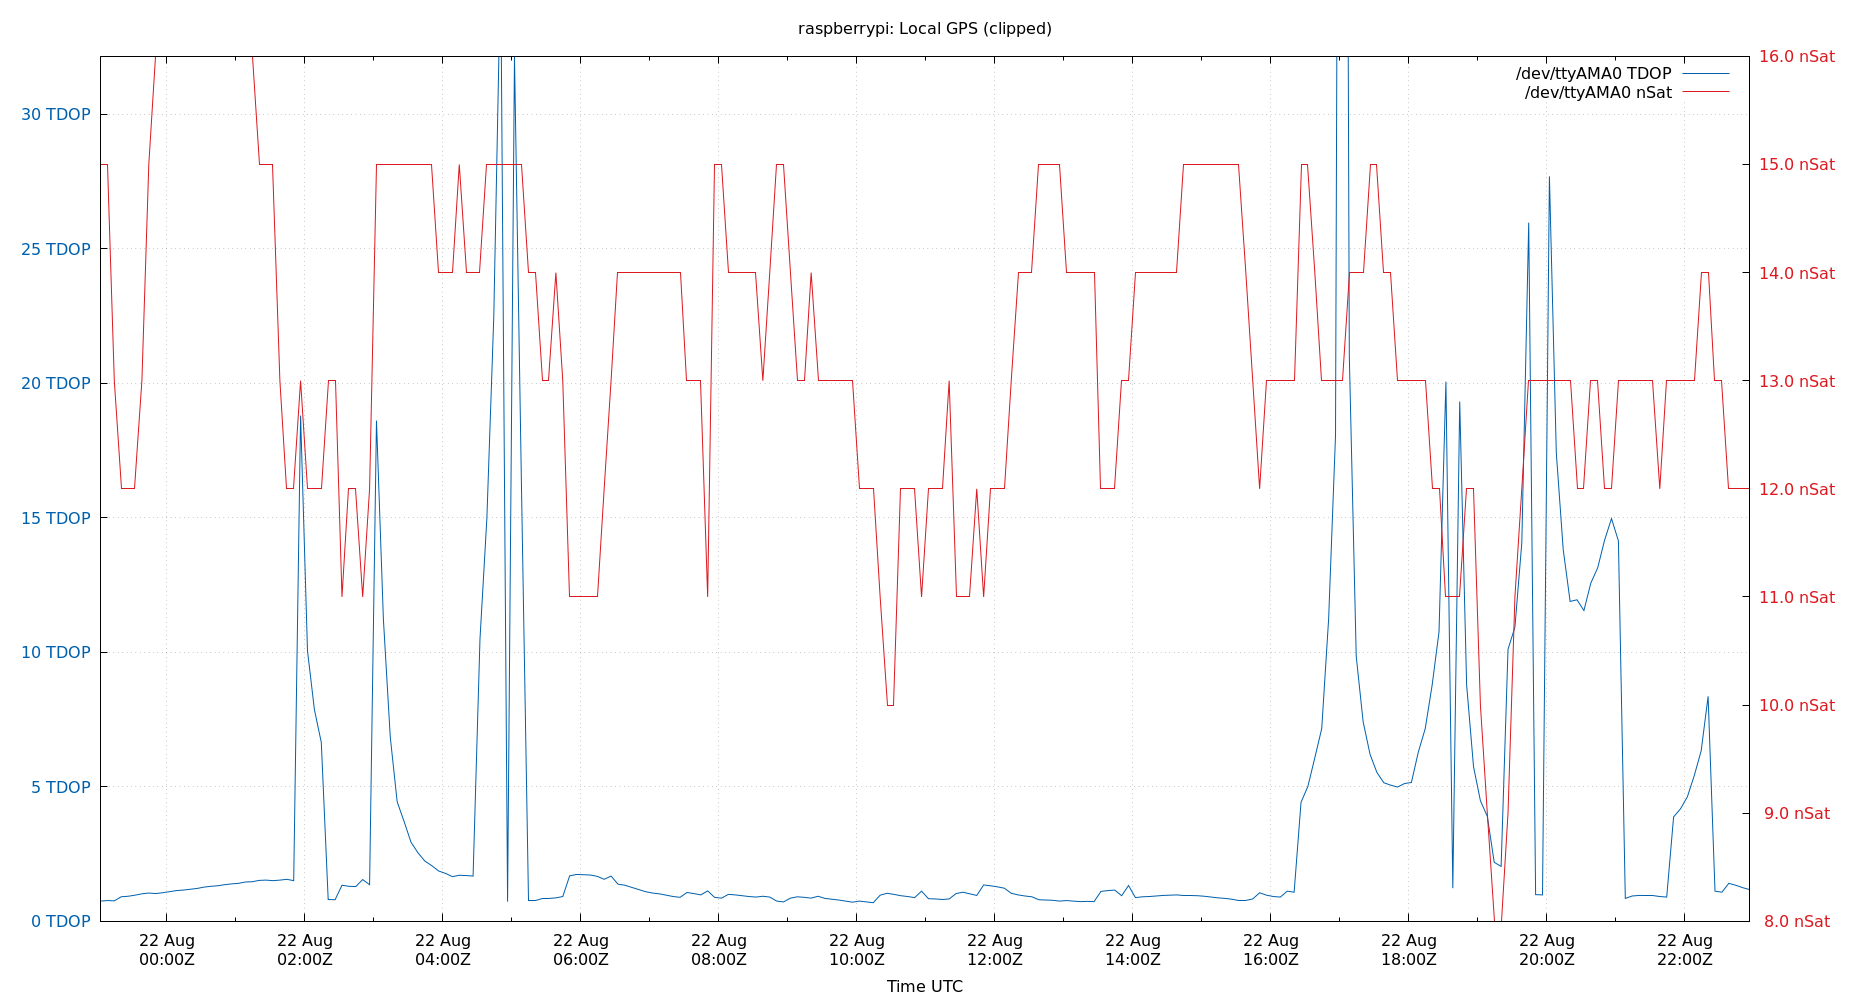 raspberrypi: Local GPS (clipped)
/dev/ttyAMA0 TDOP
/dev/ttyAMA0 nSat
30 TDOP
25 TDOP
20 TDOP
15 TDOP
10 TDOP
5 TDOP
0 TDOP
16.0 nSat
15.0 nSat
14.0 nSat
13.0 nSat
12.0 nSat
11.0 nSat
10.0 nSat
9.0 nSat
8.0 nSat
22 Aug 22 Aug 22 Aug 22 Aug 22 Aug 22 Aug 22 Aug 22 Aug 22 Aug 22 Aug 22 Aug 22 Aug
00:00Z 02:00Z 04:00Z 06:00Z 08:00Z 10:00Z 12:00Z 14:00Z 16:00Z 18:00Z 20:00Z 22:00Z
Time UTC